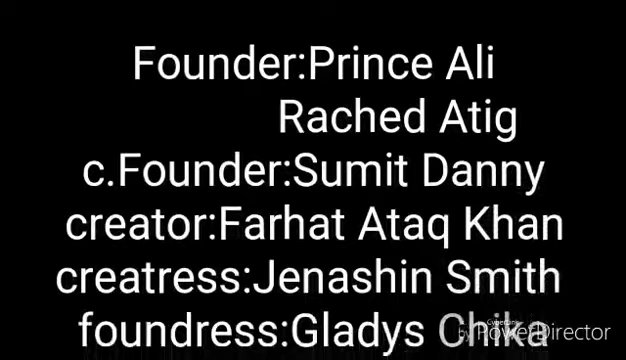 Founder:Prince Ali
Rached Atig
c.Founder:Sumit Danny
creator:Farhat Ataq Khan
creatress:Jenashin Smith
foundress:Gladys Chika
by PowerDirector